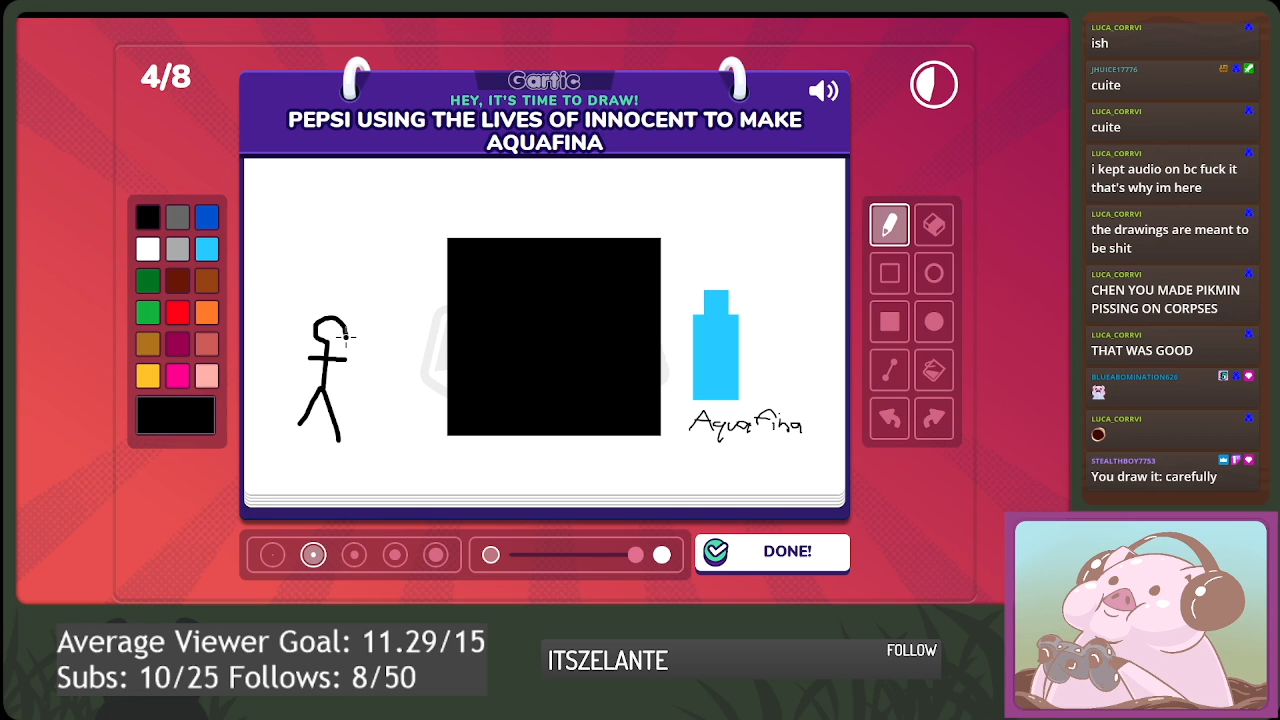 4/8
Gartic
HEY, IT'S TIME TO DRAW!
PEPSI USING THE LIVES OF INNOCENT TO MAKE
AQUAFINA
AquaFina
DONE!
LUCA_CORRVI
ish
JHUICE17776
cuite
LUCA_CORRVI
cuite
LUCA_CORRVI
i kept audio on bc fuck it
that's why im here
LUCA_CORRVI
the drawings are meant to
be shit
LUCA_CORRVI
CHEN YOU MADE PIKMIN
PISSING ON CORPSES
LUCA_CORRVI
THAT WAS GOOD
BLUEABOMINATION626
LUCA_CORRVI
STEALTHBOY7753
You draw it: carefully
Average Viewer Goal: 11.29/15
Subs: 10/25 Follows: 8/50
ITSZELANTE
FOLLOW